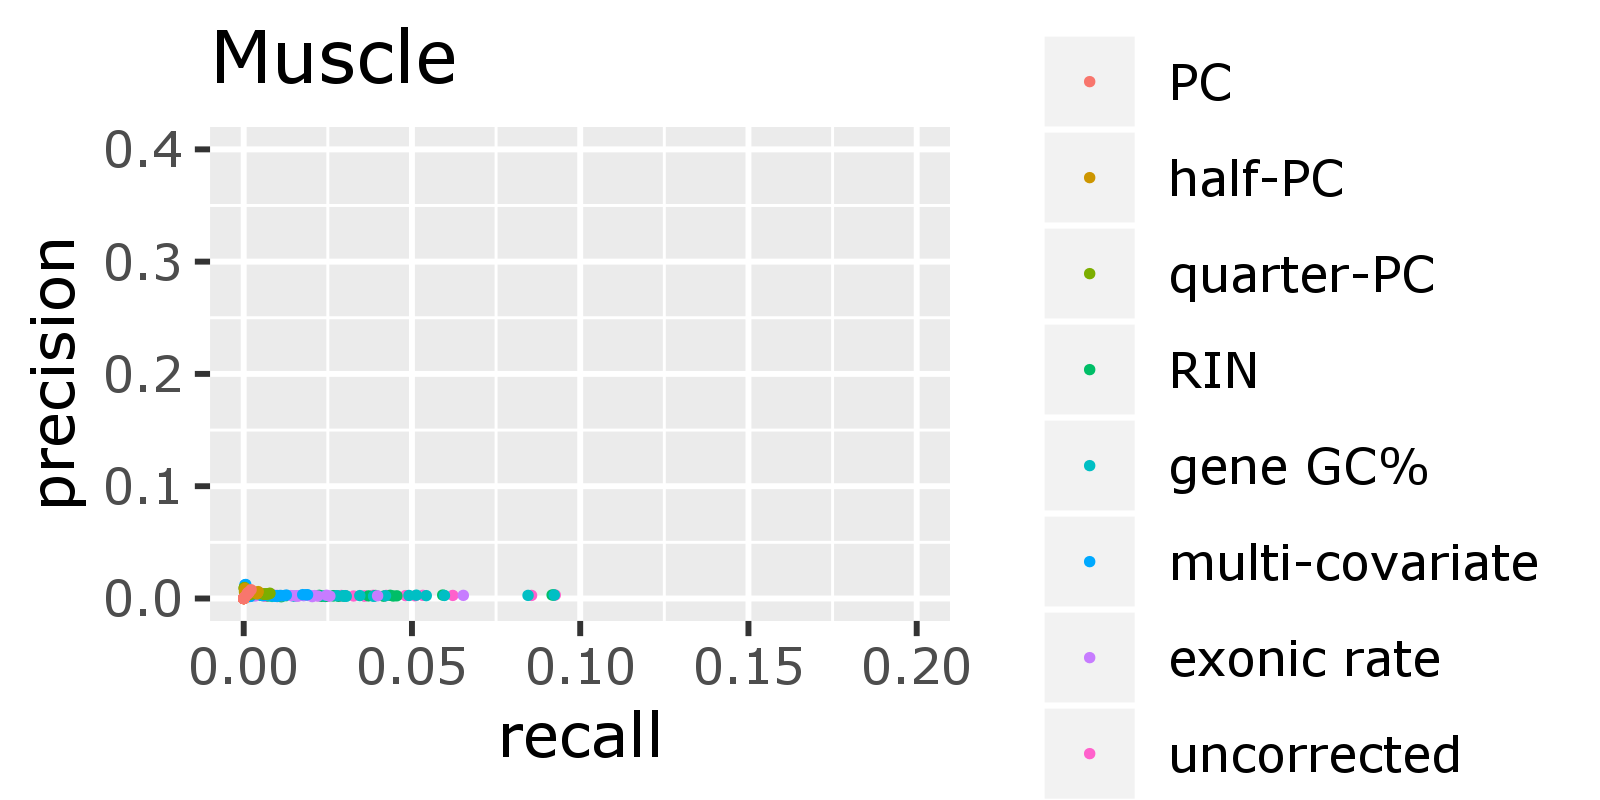 Muscle
precision
0.4
0.3
0.2
0.1
0.0
0.00 0.05 0.10 0.15 0.20
recall
PC
half-PC
quarter-PC
RIN
gene GC%
multi-covariate
exonic rate
uncorrected